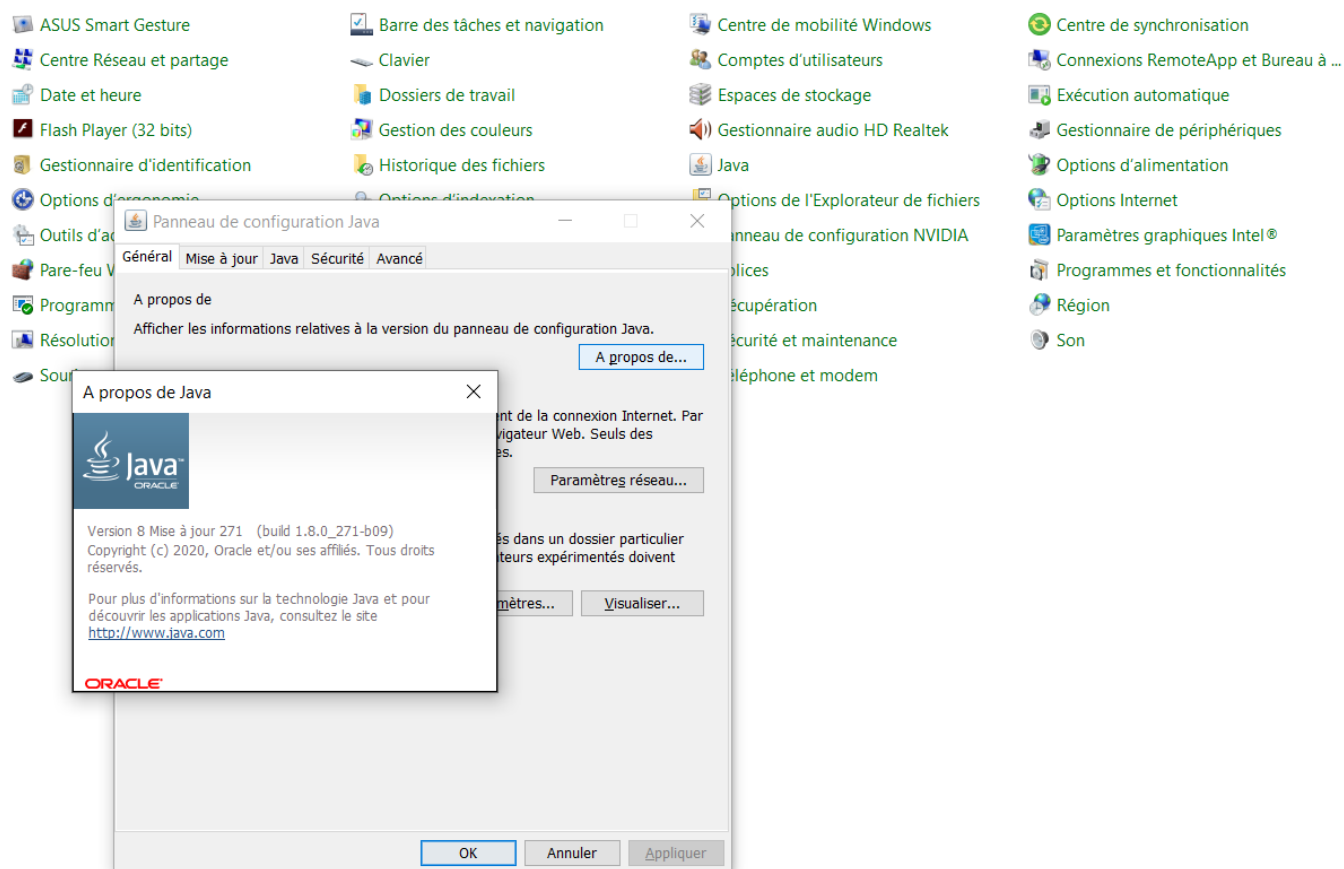 ASUS Smart Gesture
Barre des tâches et navigation
Centre de mobilité Windows
Centre de synchronisation
Centre Réseau et partage
Clavier
Comptes d'utilisateurs
Connexions RemoteApp et Bureau à ...
Date et heure
Dossiers de travail
Espaces de stockage
Exécution automatique
Flash Player (32 bits)
Gestion des couleurs
Gestionnaire audio HD Realtek
Gestionnaire de périphériques
Gestionnaire d'identification
Historique des fichiers
Java
Options d'alimentation
Options d'ergonomie
Options d'indexation
Options de l'Explorateur de fichiers
Options Internet
Outils d'a
anneau de configuration NVIDIA
Paramètres graphiques Intel®
Pare-feu
olices
Programmes et fonctionnalités
Programm
écupération
Région
Résolution
écurité et maintenance
Son
Sour
éléphone et modem
Panneau de configuration Java
Général Mise à jour Java Sécurité Avancé
A propos de
Afficher les informations relatives à la version du panneau de configuration Java.
A propos de...
nt de la connexion Internet. Par
vigateur Web. Seuls des
es.
Paramètres réseau...
és dans un dossier particulier
teurs expérimentés doivent
mètres... Visualiser...
OK Annuler Appliquer
A propos de Java
Java™
ORACLE
Version 8 Mise à jour 271 (build 1.8.0_271-b09)
Copyright (c) 2020, Oracle et/ou ses affiliés. Tous droits
réservés.
Pour plus d'informations sur la technologie Java et pour
découvrir les applications Java, consultez le site
http://www.java.com
ORACLE